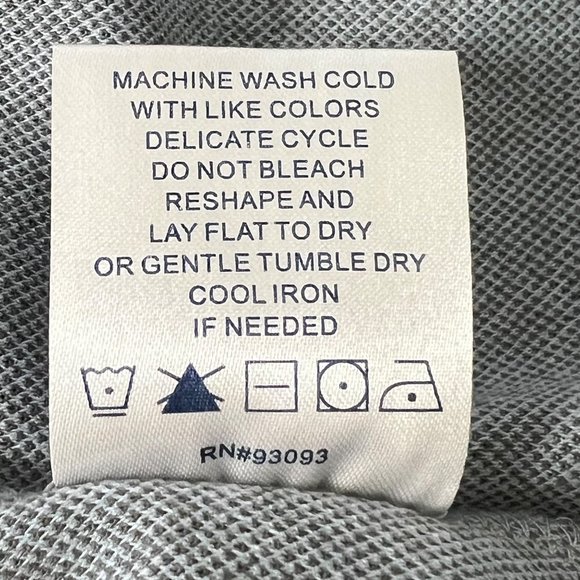 MACHINE WASH COLD
WITH LIKE COLORS
DELICATE CYCLE
DO NOT BLEACH
RESHAPE AND
LAY FLAT TO DRY
OR GENTLE TUMBLE DRY
COOL IRON
IF NEEDED
RN#93093